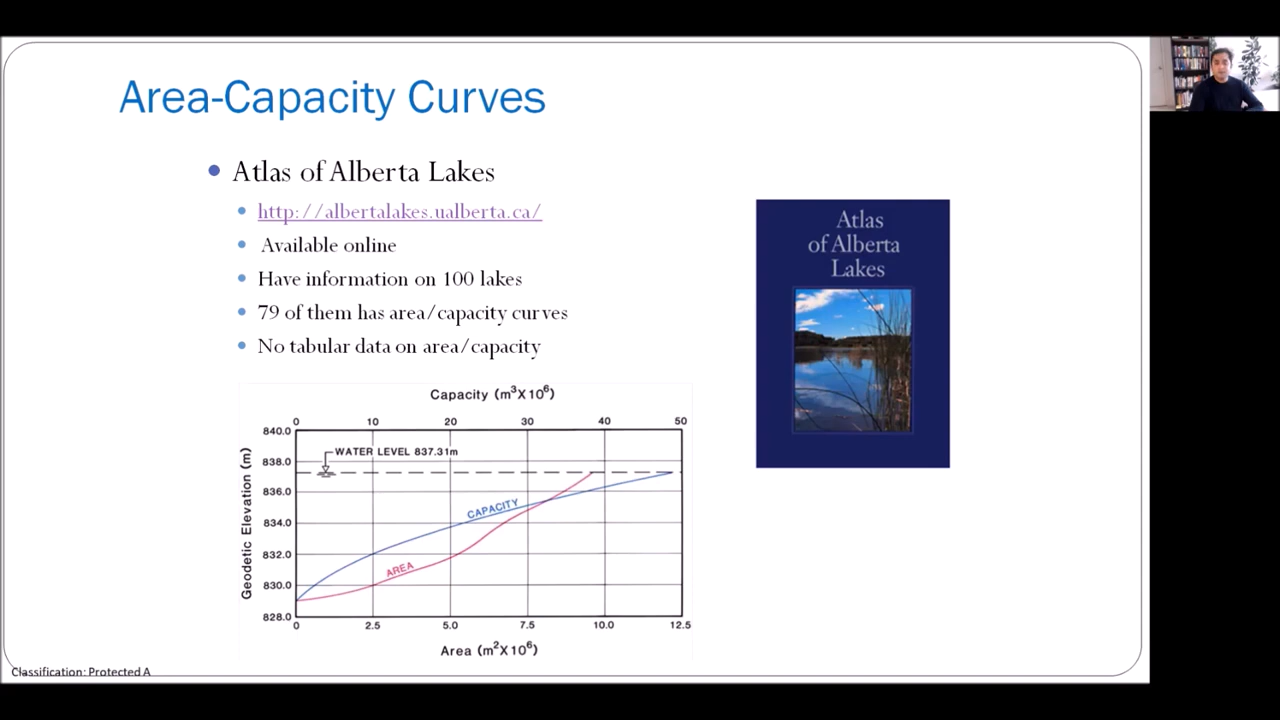 Area-Capacity Curves
Atlas of Alberta Lakes
http://albertalakes.ualberta.ca/
Available online
Have information on 100 lakes
79 of them has area/capacity curves
No tabular data on area/capacity
Atlas
of Alberta
Lakes
Capacity (m³X10⁶)
0 10 20 30 40 50
840.0
WATER LEVEL 837.31m
838.0
836.0
CAPACITY
834.0
832.0
AREA
830.0
828.0
Geodetic Elevation (m)
0 2.5 5.0 7.5 10.0 12.5
Area (m²X10⁶)
Classification: Protected A